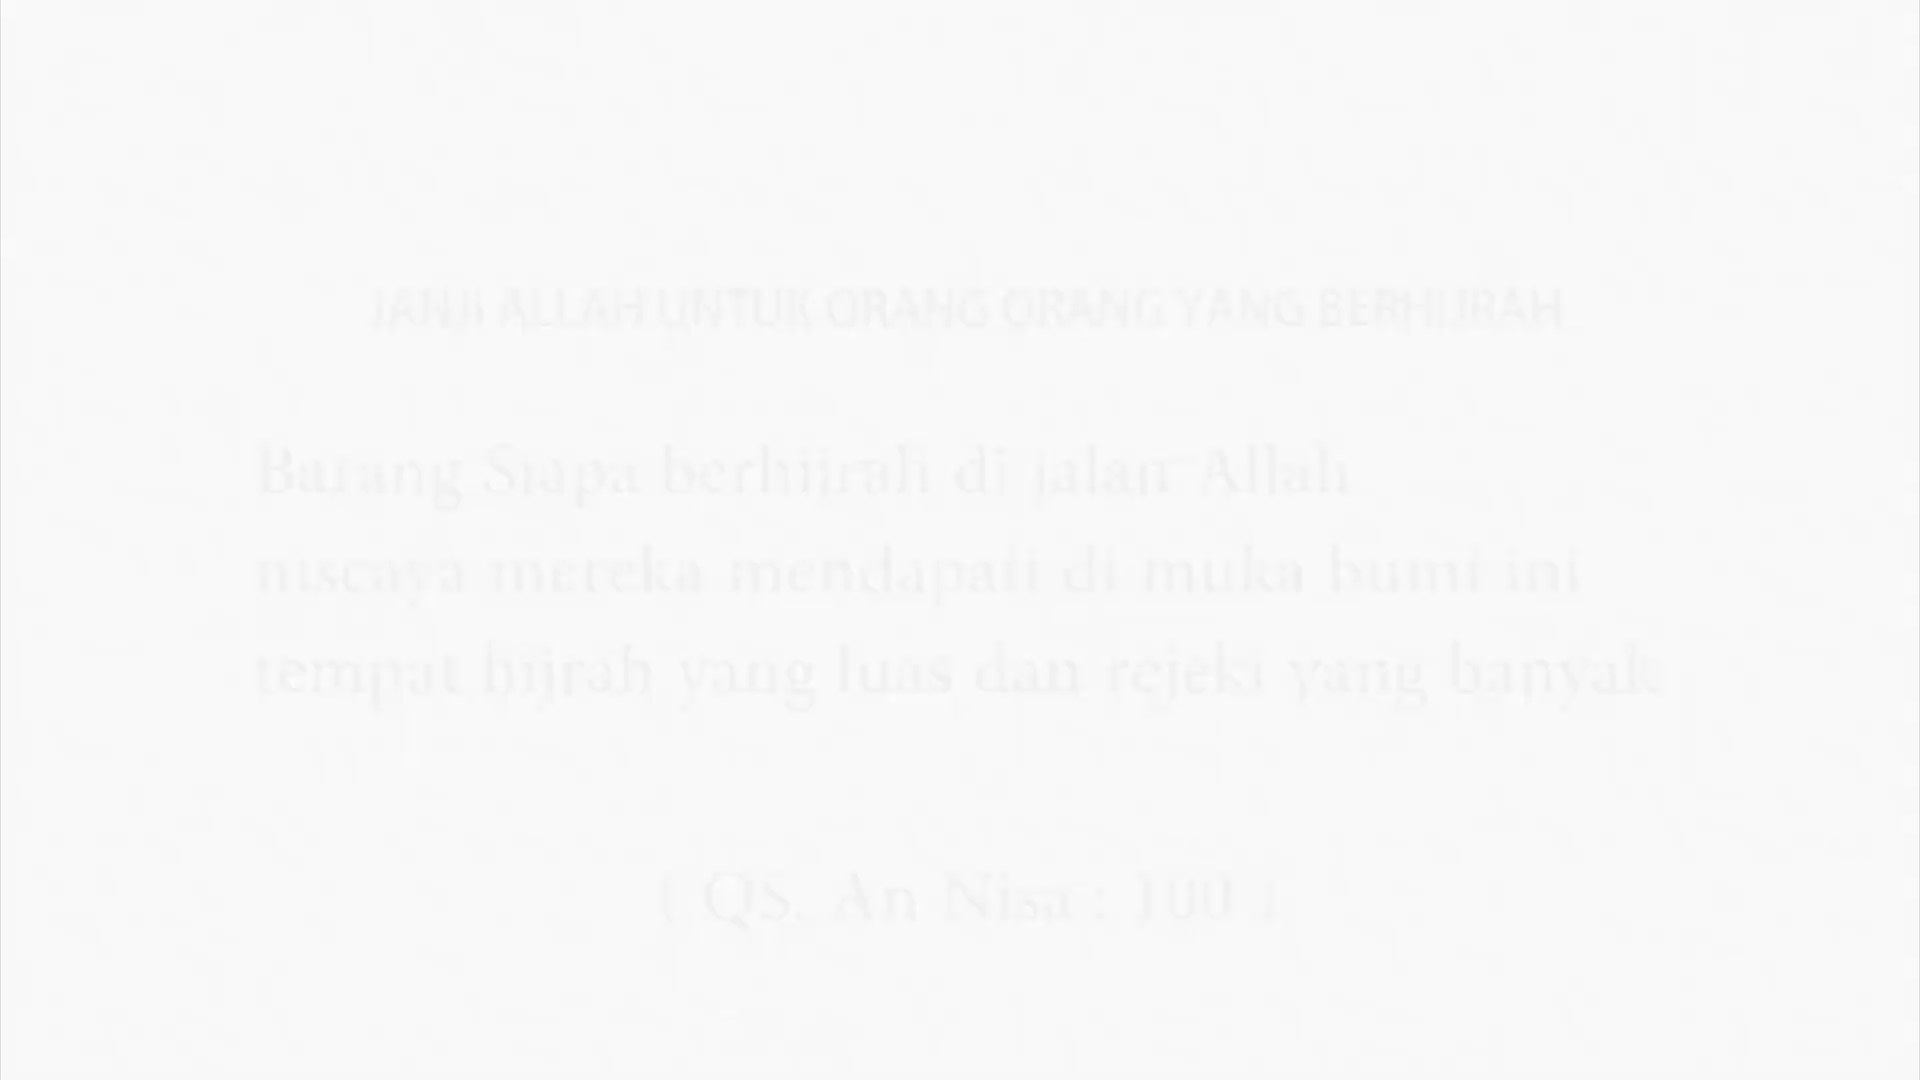 JANJI ALLAH UNTUK ORANG ORANG YANG BERHIJRAH
Barang Siapa berhijrah di jalan Allah
niscaya mereka mendapati di muka bumi ini
tempat hijrah yang luas dan rejeki yang banyak
( QS. An Nisa : 100 )